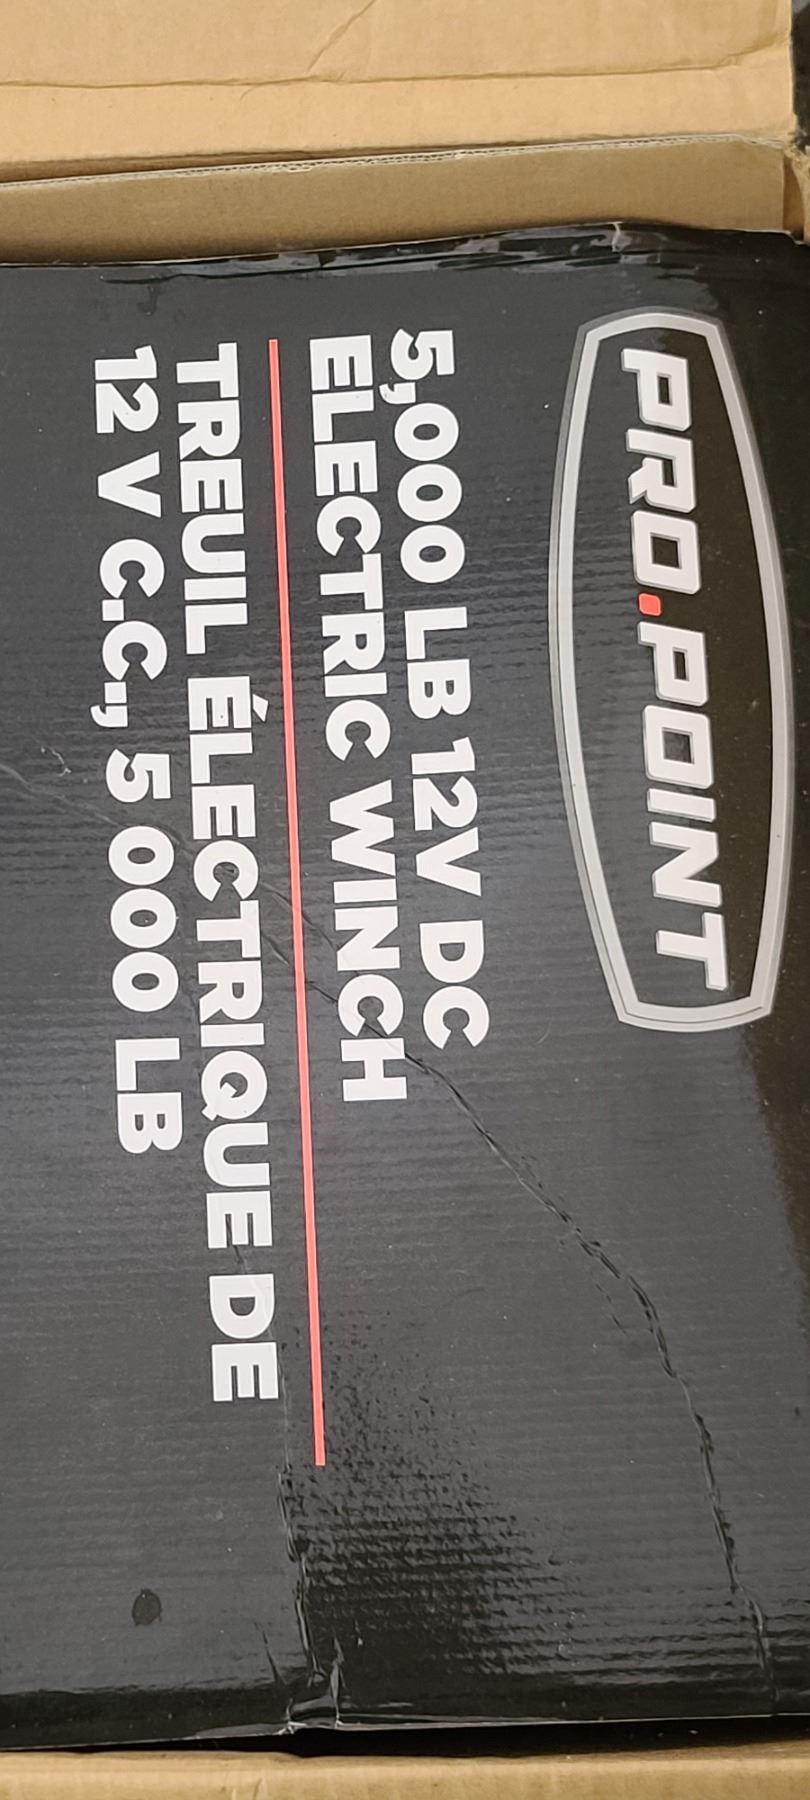 PRO.POINT
5,000 LB 12V DC
ELECTRIC WINCH
TREUIL ÉLECTRIQUE DE
12 V C.C., 5 000 LB